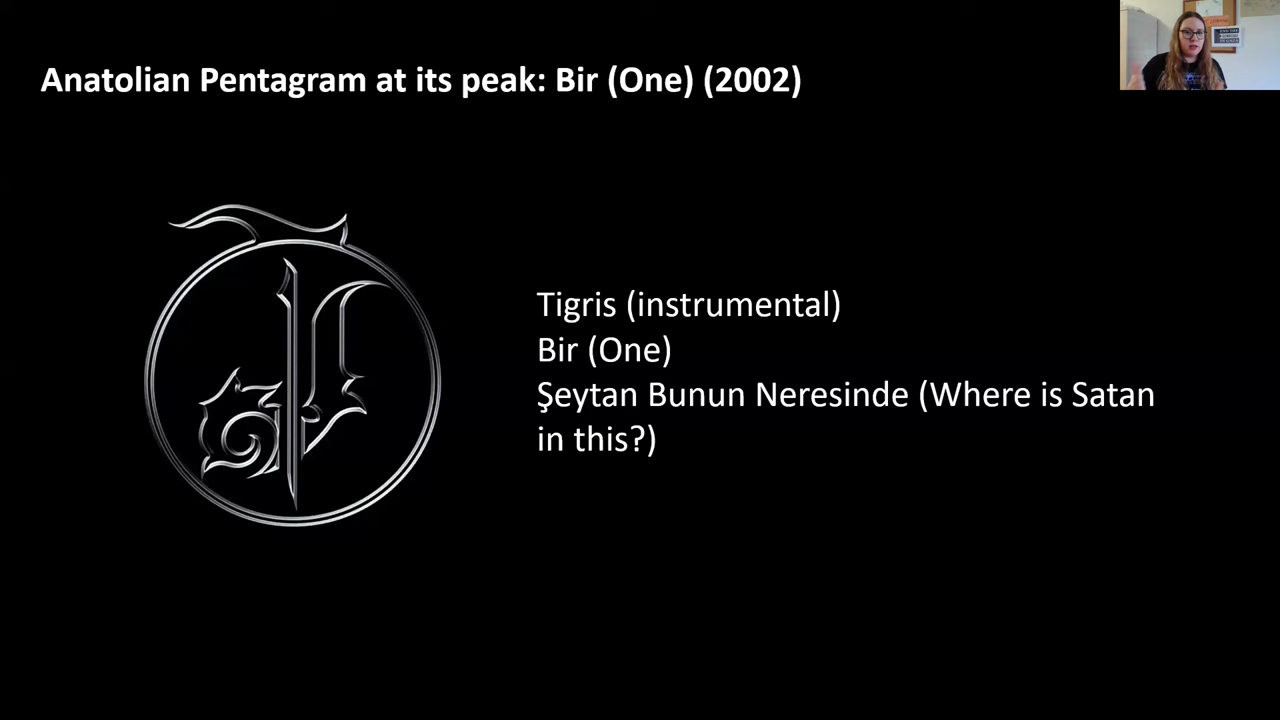 Anatolian Pentagram at its peak: Bir (One) (2002)
Tigris (instrumental)
Bir (One)
Şeytan Bunun Neresinde (Where is Satan
in this?)